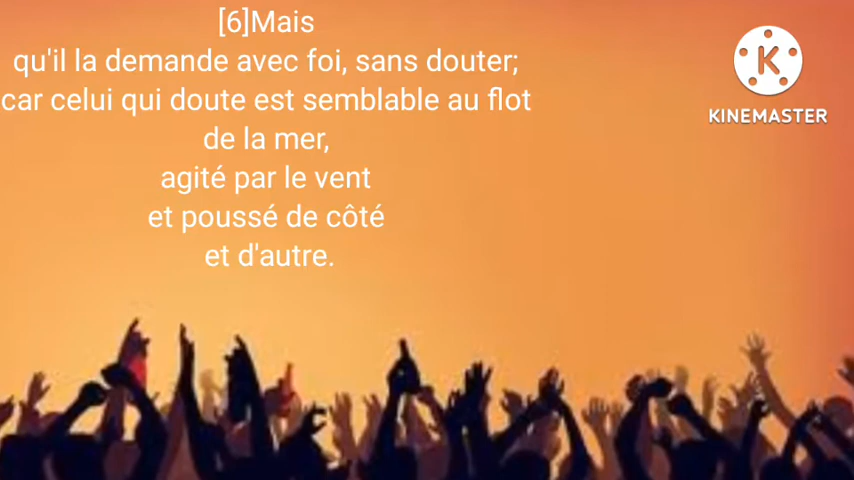 [6]Mais
qu'il la demande avec foi, sans douter;
car celui qui doute est semblable au flot
de la mer,
agité par le vent
et poussé de côté
et d'autre.
K
KINEMASTER